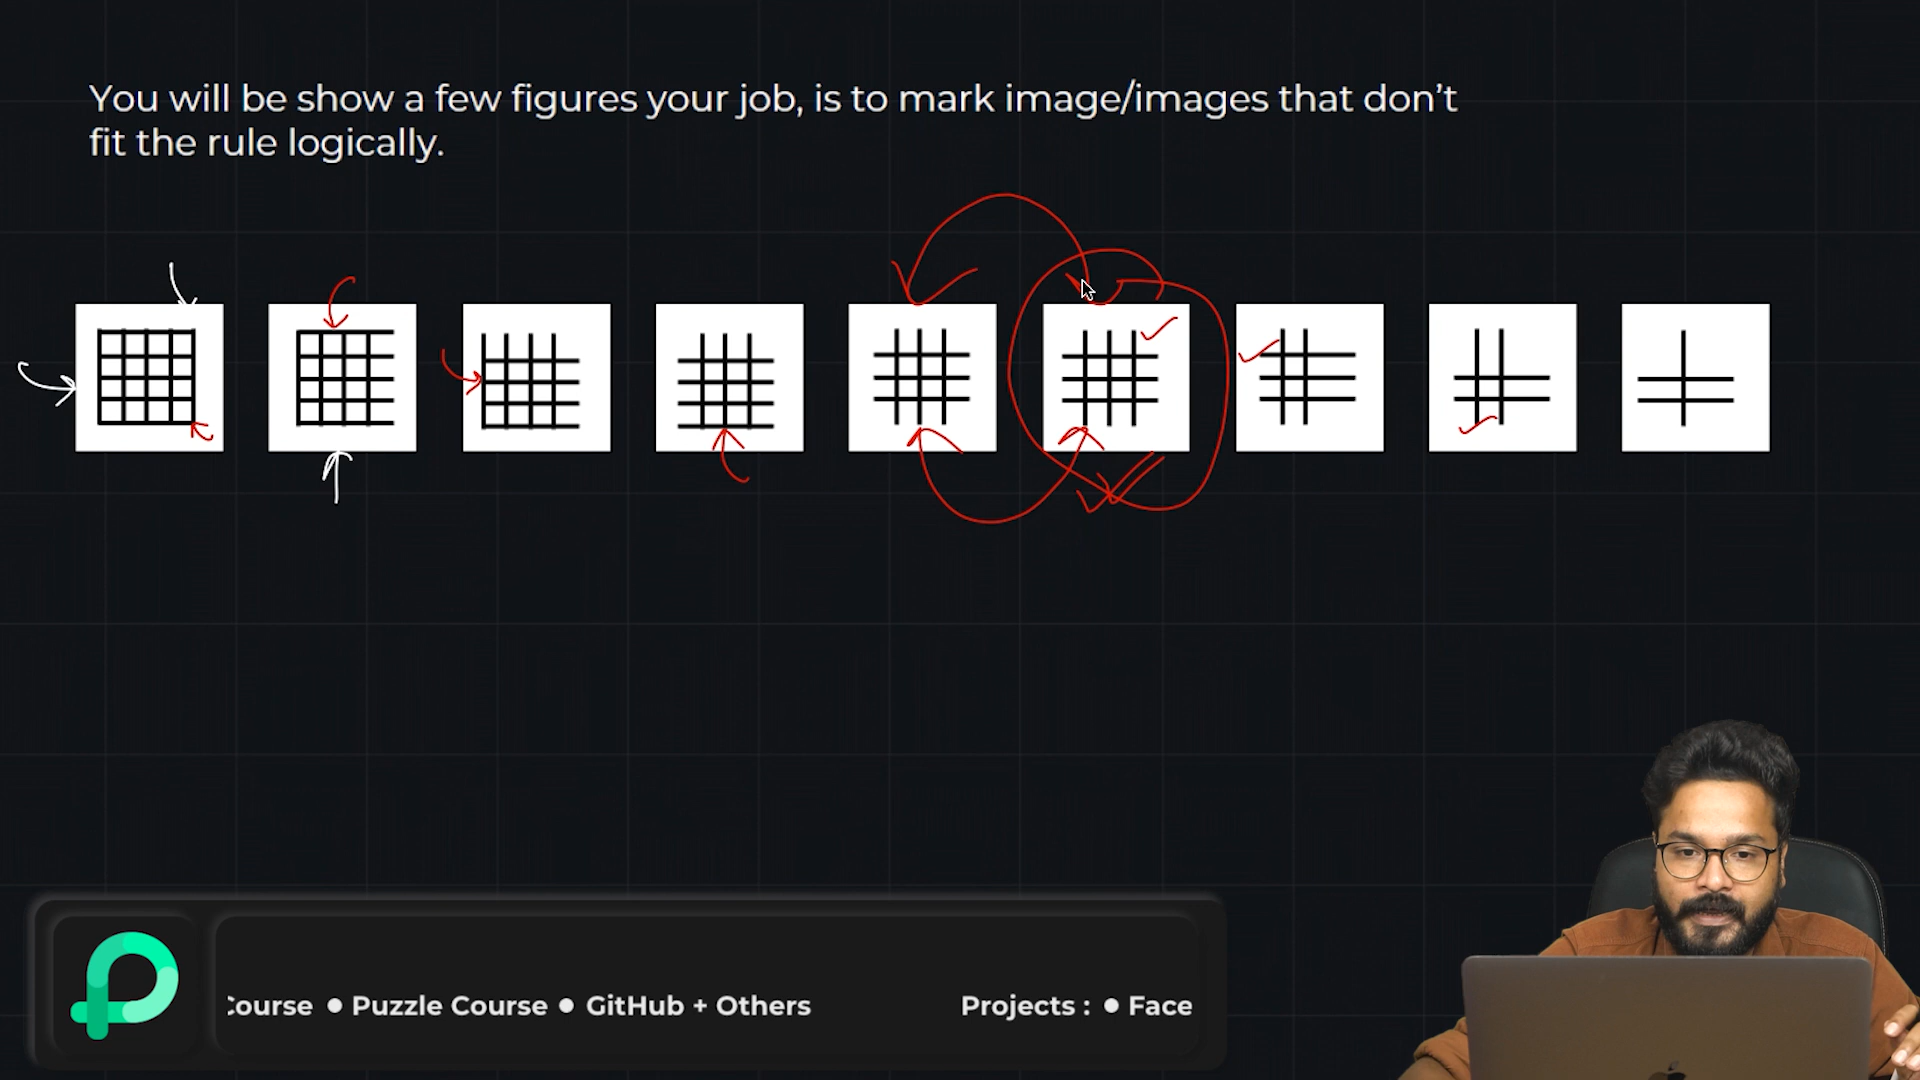 You will be show a few figures your job, is to mark image/images that don’t
fit the rule logically.
Course ● Puzzle Course ● GitHub + Others Projects : ● Face